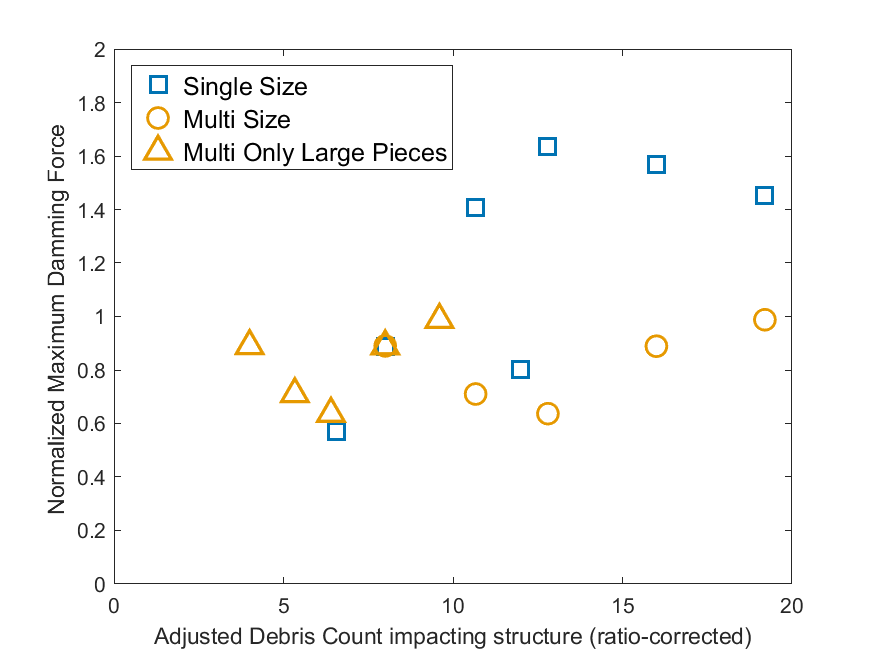 2
1.8
1.6
1.4
1.2
1
0.8
0.6
0.4
0.2
0
Normalized Maximum Damming Force
Single Size
Multi Size
Multi Only Large Pieces
0 5 10 15 20
Adjusted Debris Count impacting structure (ratio-corrected)